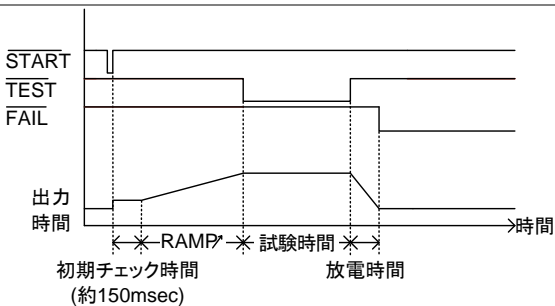 START
TEST
FAIL
出力
時間
時間
RAMP
試験時間
初期チェック時間
(約150msec)
放電時間